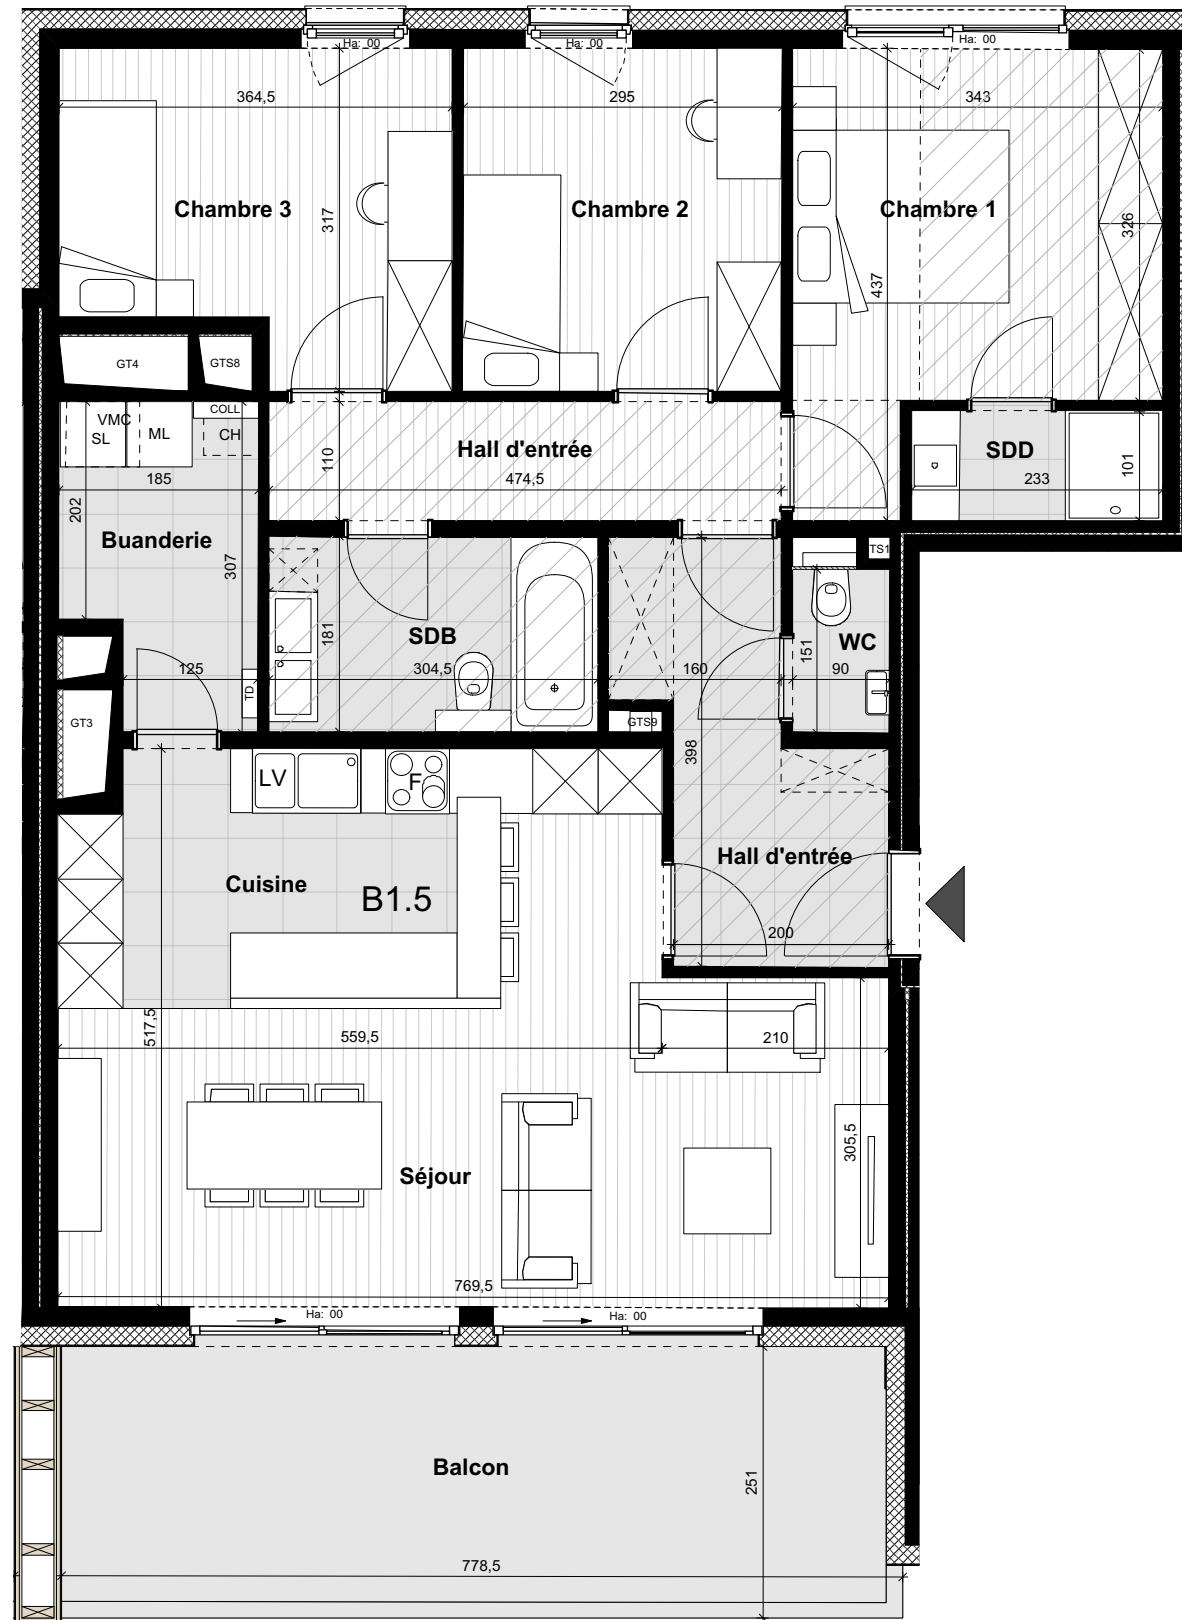 Ha: 00
Ha: 00
Ha: 00
364,5
295
343
Chambre 3
Chambre 2
Chambre 1
317
437
326
GT4
GTS8
VMC
SL
ML
COLL
CH
Hall d'entrée
110
474,5
SDD
233
101
185
202
Buanderie
307
SDB
181
304,5
160
TS1
WC
151
90
125
TD
GT3
GTS9
398
LV
F
Cuisine
B1.5
Hall d'entrée
200
517,5
559,5
210
305,5
Séjour
769,5
Ha: 00
Ha: 00
Balcon
251
778,5